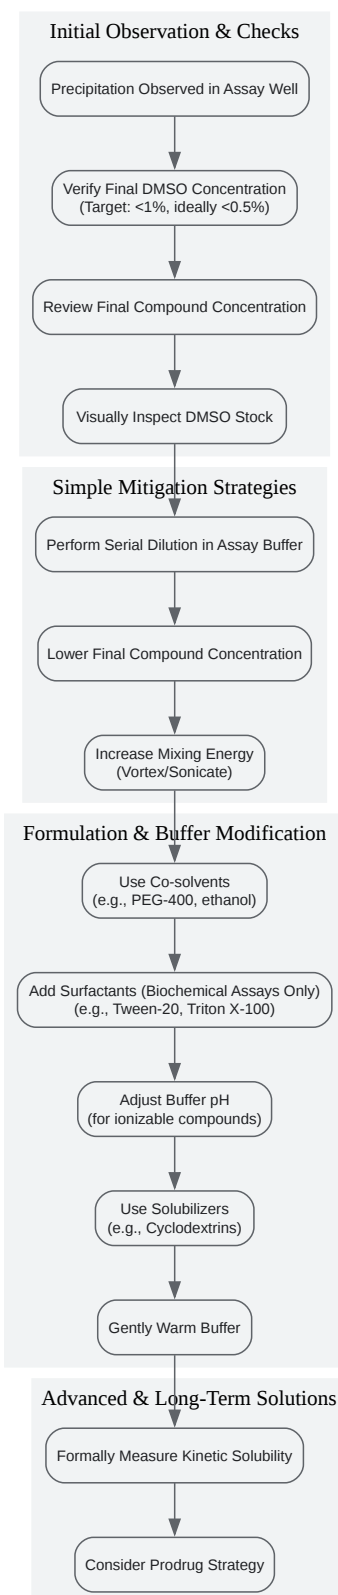 Initial Observation & Checks
Precipitation Observed in Assay Well
Verify Final DMSO Concentration
(Target: <1%, ideally <0.5%)
Review Final Compound Concentration
Visually Inspect DMSO Stock
Simple Mitigation Strategies
Perform Serial Dilution in Assay Buffer
Lower Final Compound Concentration
Increase Mixing Energy
(Vortex/Sonicate)
Formulation & Buffer Modification
Use Co-solvents
(e.g., PEG-400, ethanol)
Add Surfactants (Biochemical Assays Only)
(e.g., Tween-20, Triton X-100)
Adjust Buffer pH
(for ionizable compounds)
Use Solubilizers
(e.g., Cyclodextrins)
Gently Warm Buffer
Advanced & Long-Term Solutions
Formally Measure Kinetic Solubility
Consider Prodrug Strategy